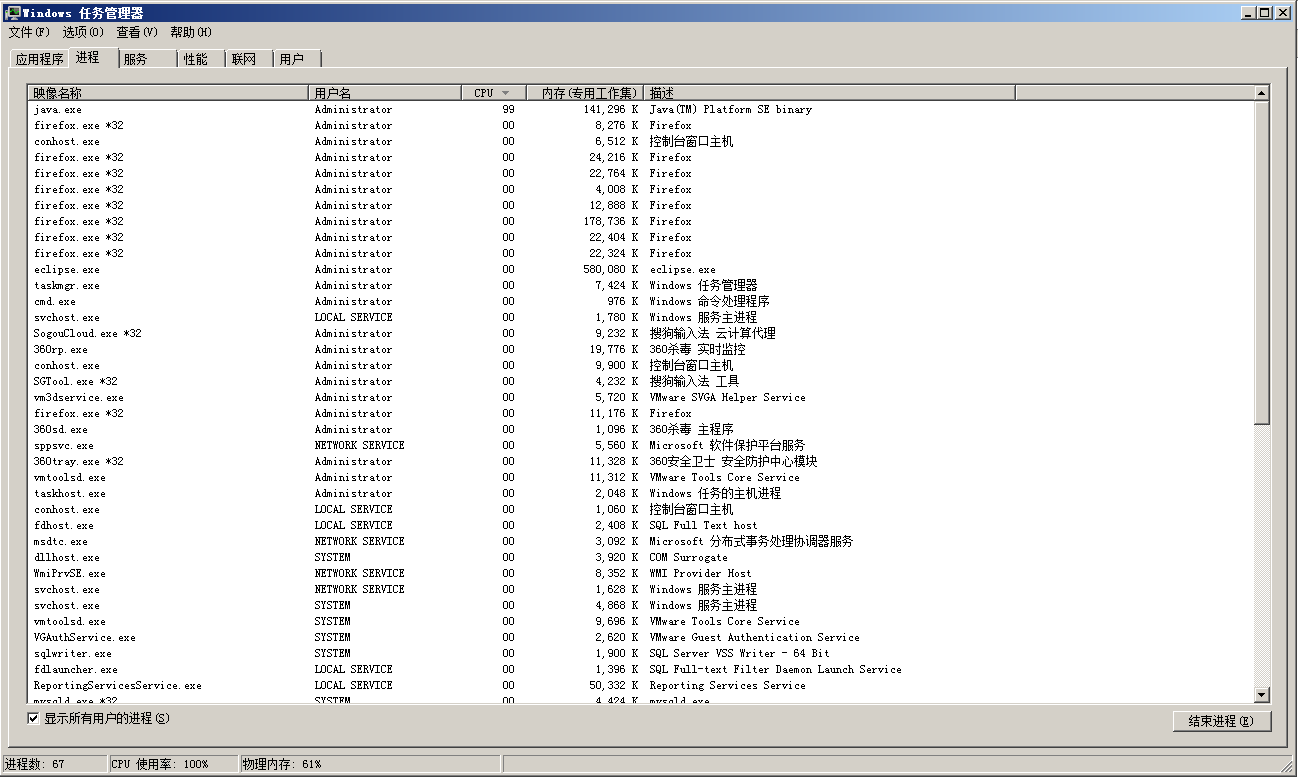 Windows 任务管理器
文件(F) 选项(O) 查看(V) 帮助(H)
应用程序 进程 服务 性能 联网 用户
映像名称 用户名 CPU 内存(专用工作集) 描述
java.exe Administrator 99 141,296 K Java(TM) Platform SE binary
firefox.exe *32 Administrator 00 8,276 K Firefox
conhost.exe Administrator 00 6,512 K 控制台窗口主机
firefox.exe *32 Administrator 00 24,216 K Firefox
firefox.exe *32 Administrator 00 22,764 K Firefox
firefox.exe *32 Administrator 00 4,008 K Firefox
firefox.exe *32 Administrator 00 12,888 K Firefox
firefox.exe *32 Administrator 00 178,736 K Firefox
firefox.exe *32 Administrator 00 22,404 K Firefox
firefox.exe *32 Administrator 00 22,324 K Firefox
eclipse.exe Administrator 00 580,080 K eclipse.exe
taskmgr.exe Administrator 00 7,424 K Windows 任务管理器
cmd.exe Administrator 00 976 K Windows 命令处理程序
svchost.exe LOCAL SERVICE 00 1,780 K Windows 服务主进程
SogouCloud.exe *32 Administrator 00 9,232 K 搜狗输入法 云计算代理
360rp.exe Administrator 00 19,776 K 360杀毒 实时监控
conhost.exe Administrator 00 9,900 K 控制台窗口主机
SGTool.exe *32 Administrator 00 4,232 K 搜狗输入法 工具
vm3dservice.exe Administrator 00 5,720 K VMware SVGA Helper Service
firefox.exe *32 Administrator 00 11,176 K Firefox
360sd.exe Administrator 00 1,096 K 360杀毒 主程序
sppsvc.exe NETWORK SERVICE 00 5,560 K Microsoft 软件保护平台服务
360tray.exe *32 Administrator 00 11,328 K 360安全卫士 安全防护中心模块
vmtoolsd.exe Administrator 00 11,312 K VMware Tools Core Service
taskhost.exe Administrator 00 2,048 K Windows 任务的主机进程
conhost.exe LOCAL SERVICE 00 1,060 K 控制台窗口主机
fdhost.exe LOCAL SERVICE 00 2,408 K SQL Full Text host
msdtc.exe NETWORK SERVICE 00 3,092 K Microsoft 分布式事务处理协调器服务
dllhost.exe SYSTEM 00 3,920 K COM Surrogate
WmiPrvSE.exe NETWORK SERVICE 00 8,352 K WMI Provider Host
svchost.exe NETWORK SERVICE 00 1,628 K Windows 服务主进程
svchost.exe SYSTEM 00 4,868 K Windows 服务主进程
vmtoolsd.exe SYSTEM 00 9,696 K VMware Tools Core Service
VGAuthService.exe SYSTEM 00 2,620 K VMware Guest Authentication Service
sqlwriter.exe SYSTEM 00 1,900 K SQL Server VSS Writer - 64 Bit
fdlauncher.exe LOCAL SERVICE 00 1,396 K SQL Full-text Filter Daemon Launch Service
ReportingServicesService.exe LOCAL SERVICE 00 50,332 K Reporting Services Service
mysqld.exe *32 SYSTEM 00 4,424 K mysqld.exe
显示所有用户的进程(S) 结束进程(E)
进程数: 67 CPU 使用率: 100% 物理内存: 61%